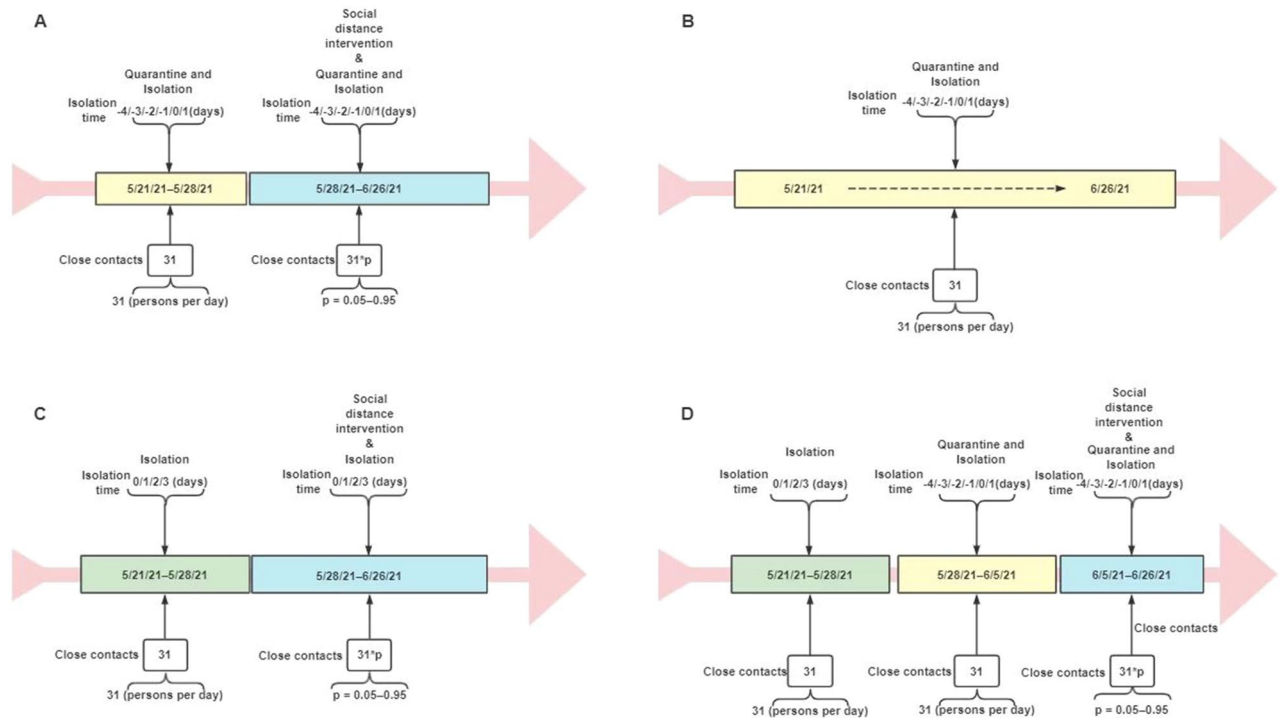 A
Quarantine and
Isolation
Isolation
time
-4/-3/-2/-1/0/1(days)
Social
distance
intervention
&
Quarantine and
Isolation
Isolation
time
-4/-3/-2/-1/0/1(days)
5/21/21–5/28/21
5/28/21–6/26/21
Close contacts
31
31 (persons per day)
Close contacts
31*p
p = 0.05–0.95
B
Quarantine and
Isolation
Isolation
time
-4/-3/-2/-1/0/1(days)
5/21/21
6/26/21
Close contacts
31
31 (persons per day)
C
Isolation
Isolation
time
0/1/2/3 (days)
Social
distance
intervention
&
Isolation
Isolation
time
0/1/2/3 (days)
5/21/21–5/28/21
5/28/21–6/26/21
Close contacts
31
31 (persons per day)
Close contacts
31*p
p = 0.05–0.95
D
Isolation
Isolation
time
0/1/2/3 (days)
Quarantine and
Isolation
Isolation
time
-4/-3/-2/-1/0/1(days)
Social
distance
intervention
&
Quarantine and
Isolation
Isolation
time
-4/-3/-2/-1/0/1(days)
5/21/21–5/28/21
5/28/21–6/5/21
6/5/21–6/26/21
Close contacts
Close contacts
31
31 (persons per day)
Close contacts
31
31 (persons per day)
Close contacts
31*p
p = 0.05–0.95